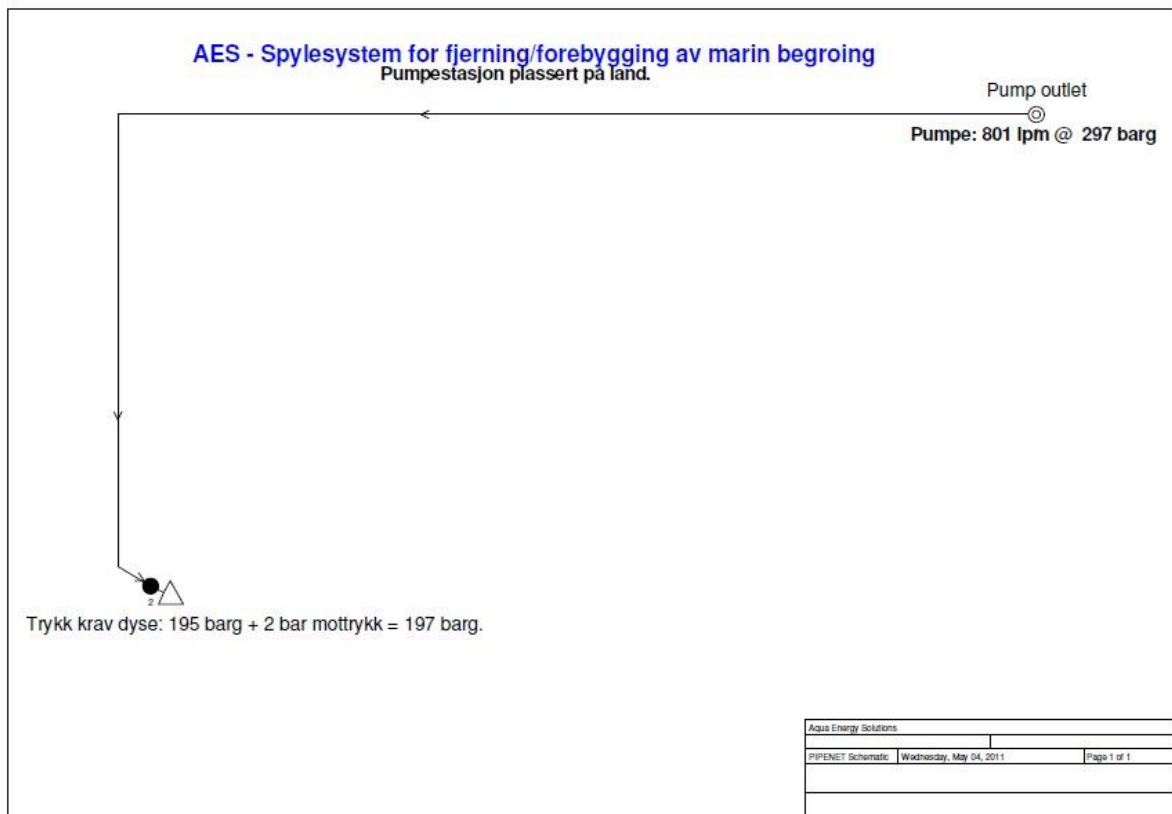 AES - Spylesystem for fjerning/forebygging av marin begroing
Pumpestasjon plassert på land.
Pump outlet
Pumpe: 801 lpm @ 297 barg
2
Trykk krav dyse: 195 barg + 2 bar mottrykk = 197 barg.
Aqua Energy Solutions
PIPENET Schematic Wednesday, May 04, 2011 Page 1 of 1